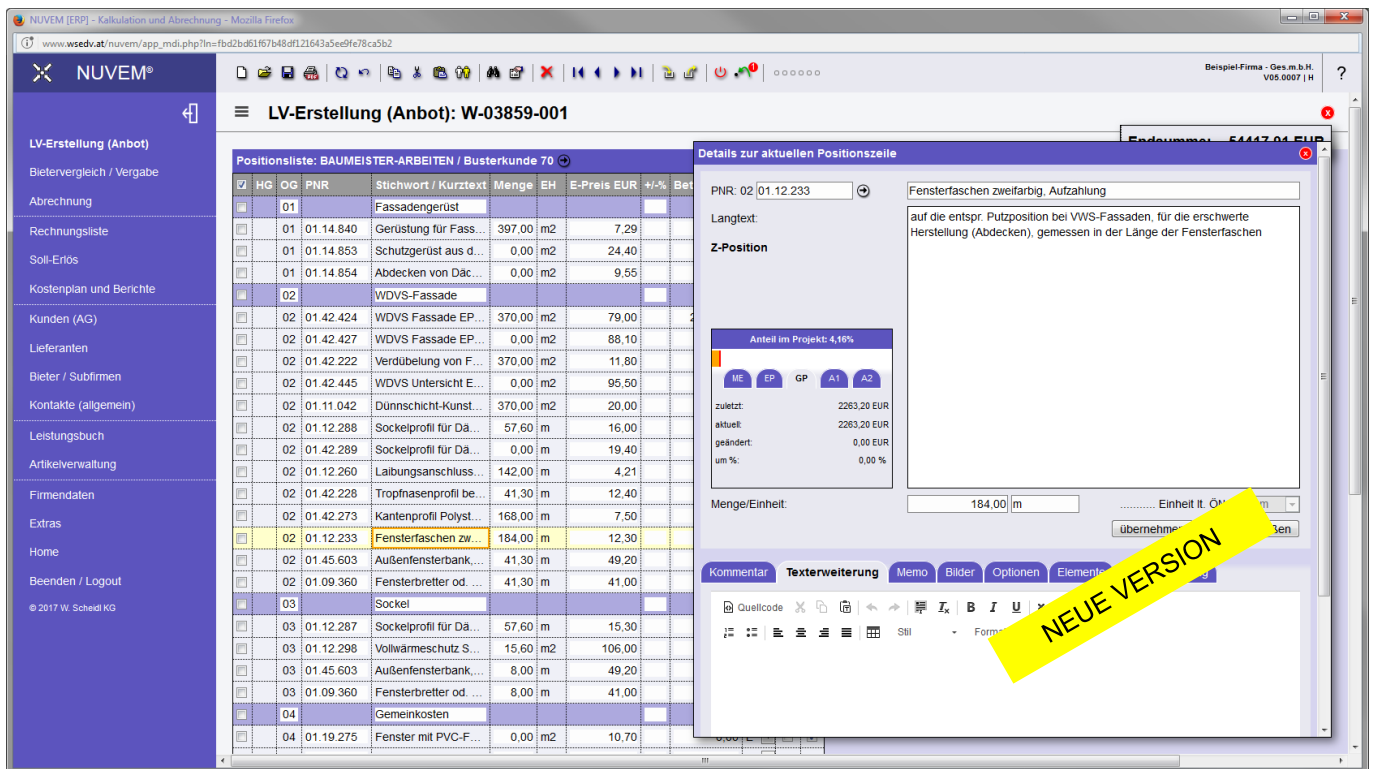 NUVEM [ERP] - Kalkulation und Abrechnung - Mozilla Firefox
www.wsedv.at/nuvem/app_mdi.php?ln=fbd2bd61f67b48df121643a5ee9fe78ca5b2
NUVEM®
Beispiel-Firma - Ges.m.b.H.
V05.0007 | H
?
LV-Erstellung (Anbot)
Bietervergleich / Vergabe
Abrechnung
Rechnungsliste
Soll-Erlös
Kostenplan und Berichte
Kunden (AG)
Lieferanten
Bieter / Subfirmen
Kontakte (allgemein)
Leistungsbuch
Artikelverwaltung
Firmendaten
Extras
Home
Beenden / Logout
© 2017 W. Scheidl KG
LV-Erstellung (Anbot): W-03859-001
Positionsliste: BAUMEISTER-ARBEITEN / Busterkunde 70
HG OG PNR Stichwort / Kurztext Menge EH E-Preis EUR +/-% Bet
01 Fassadengerüst
01 01.14.840 Gerüstung für Fass... 397,00 m2 7,29
01 01.14.853 Schutzgerüst aus d... 0,00 m2 24,40
01 01.14.854 Abdecken von Däc... 0,00 m2 9,55
02 WDVS-Fassade
02 01.42.424 WDVS Fassade EP... 370,00 m2 79,00
02 01.42.427 WDVS Fassade EP... 0,00 m2 88,10
02 01.42.222 Verdübelung von F... 370,00 m2 11,80
02 01.42.445 WDVS Untersicht E... 0,00 m2 95,50
02 01.11.042 Dünnschicht-Kunst... 370,00 m2 20,00
02 01.12.288 Sockelprofil für Dä... 57,60 m 16,00
02 01.42.289 Sockelprofil für Dä... 0,00 m 19,40
02 01.12.260 Laibungsanschluss... 142,00 m 4,21
02 01.42.228 Tropfnasenprofil be... 41,30 m 12,40
02 01.42.273 Kantenprofil Polyst... 168,00 m 7,50
02 01.12.233 Fensterfaschen zw... 184,00 m 12,30
02 01.45.603 Außenfensterbank,... 41,30 m 49,20
02 01.09.360 Fensterbretter od. ... 41,30 m 41,00
03 Sockel
03 01.12.287 Sockelprofil für Dä... 57,60 m 15,30
03 01.12.298 Vollwärmeschutz S... 15,60 m2 106,00
03 01.45.603 Außenfensterbank,... 8,00 m 49,20
03 01.09.360 Fensterbretter od. ... 8,00 m 41,00
04 Gemeinkosten
04 01.19.275 Fenster mit PVC-F... 0,00 m2 10,70
Details zur aktuellen Positionszeile
PNR: 02 01.12.233 Fensterfaschen zweifarbig, Aufzahlung
Langtext: auf die entspr. Putzposition bei VWS-Fassaden, für die erschwerte
Herstellung (Abdecken), gemessen in der Länge der Fensterfaschen
Z-Position
Anteil im Projekt: 4,16%
ME EP GP A1 A2
zuletzt: 2263,20 EUR
aktuell: 2263,20 EUR
geändert: 0,00 EUR
um %: 0,00 %
Menge/Einheit: 184,00 m ........... Einheit lt. m
Kommentar Texterweiterung Memo Bilder Optionen
Quellcode B I U
Stil
NEUE VERSION